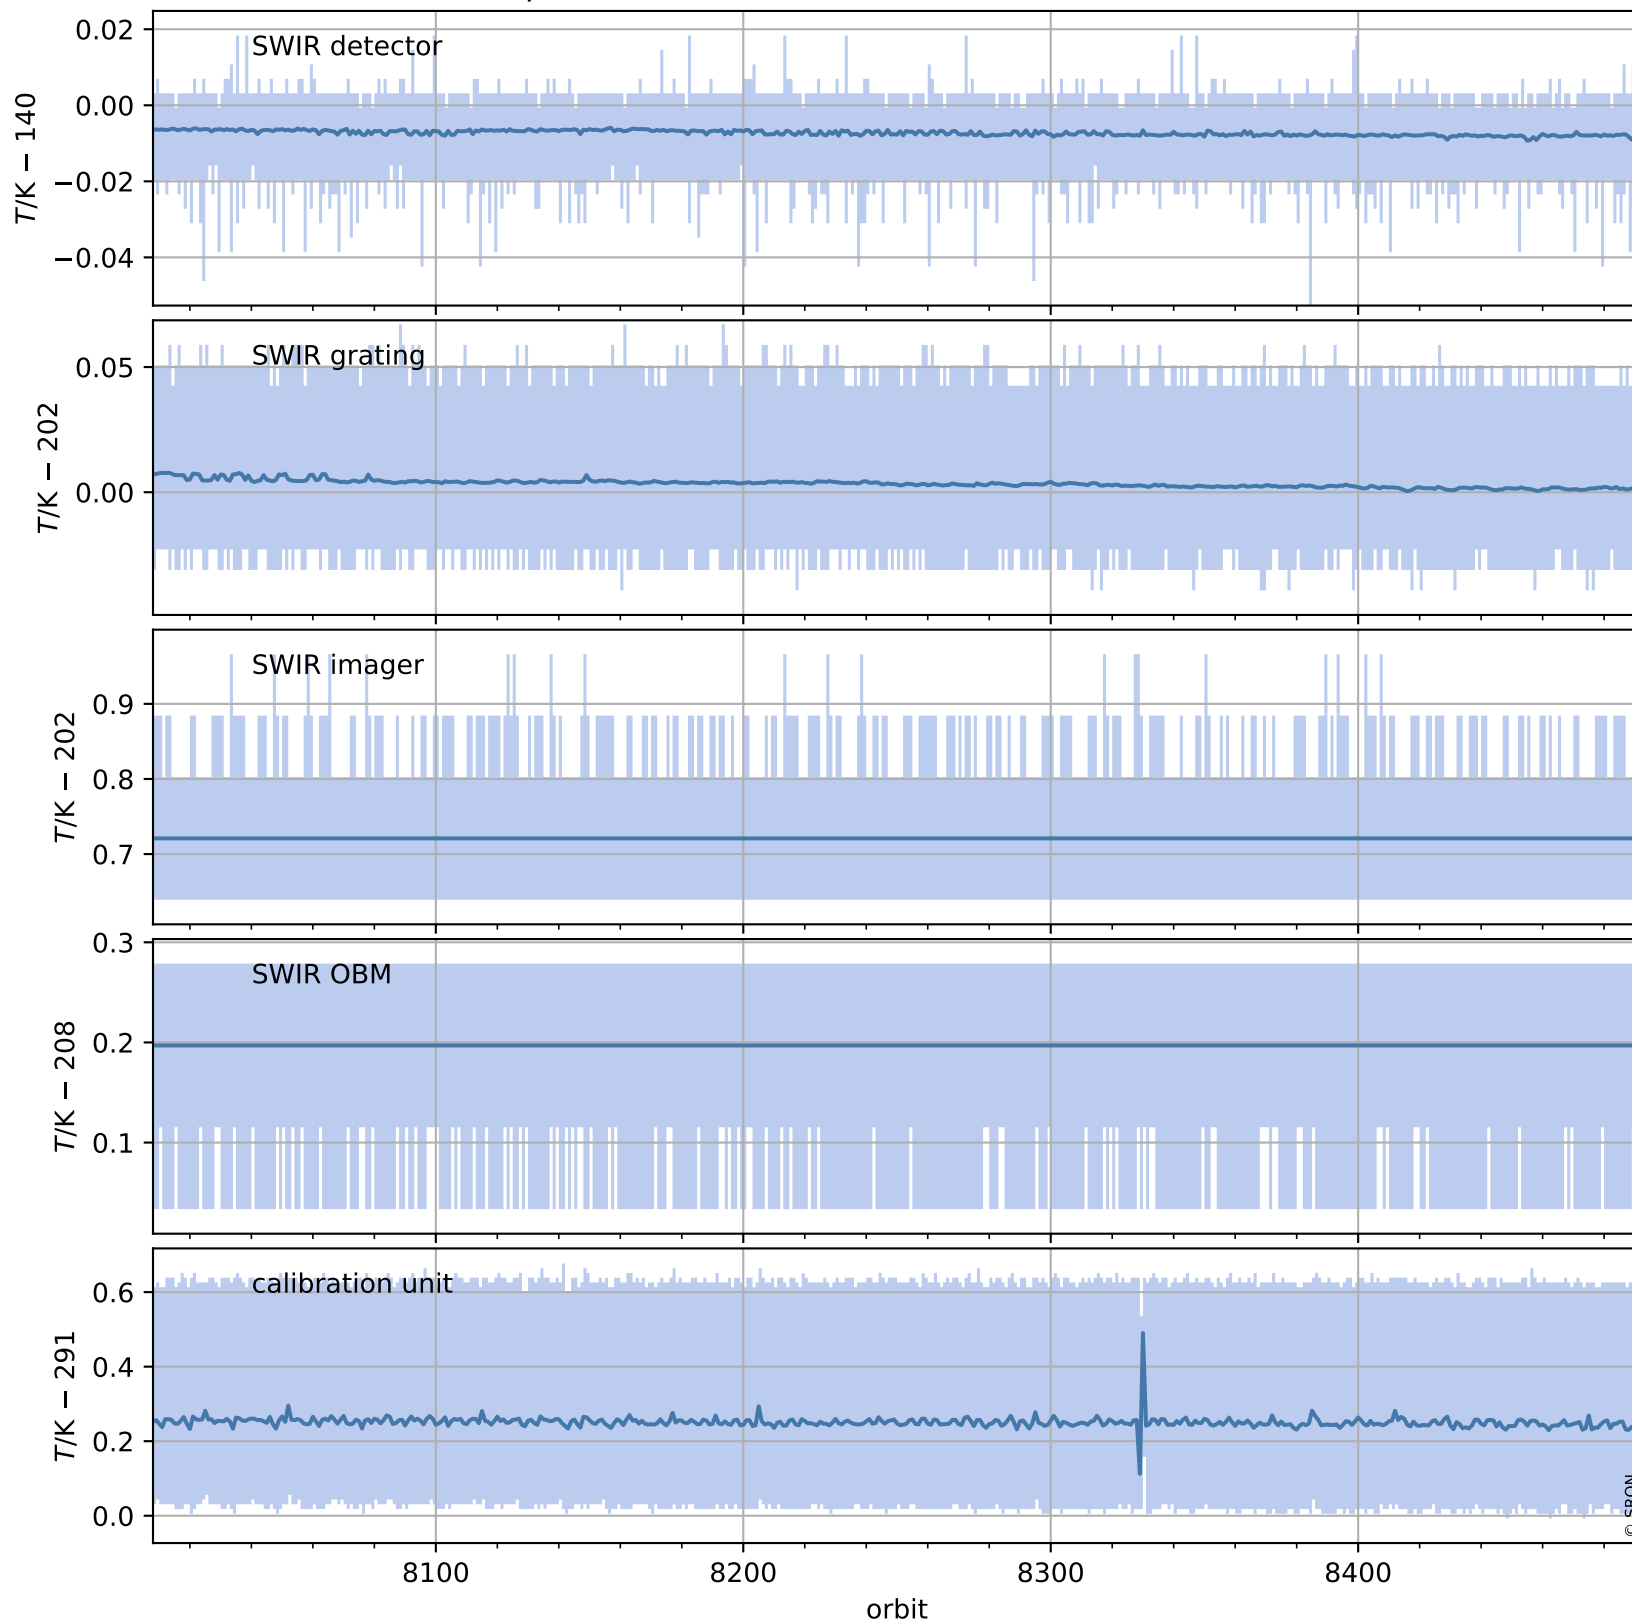 SWIR detector
T/K − 140
0.02
0.00
−0.02
−0.04
SWIR grating
T/K − 202
0.05
0.00
SWIR imager
T/K − 202
0.9
0.8
0.7
SWIR OBM
T/K − 208
0.3
0.2
0.1
calibration unit
T/K − 291
0.6
0.4
0.2
0.0
© SRON
8100
8200
8300
8400
orbit